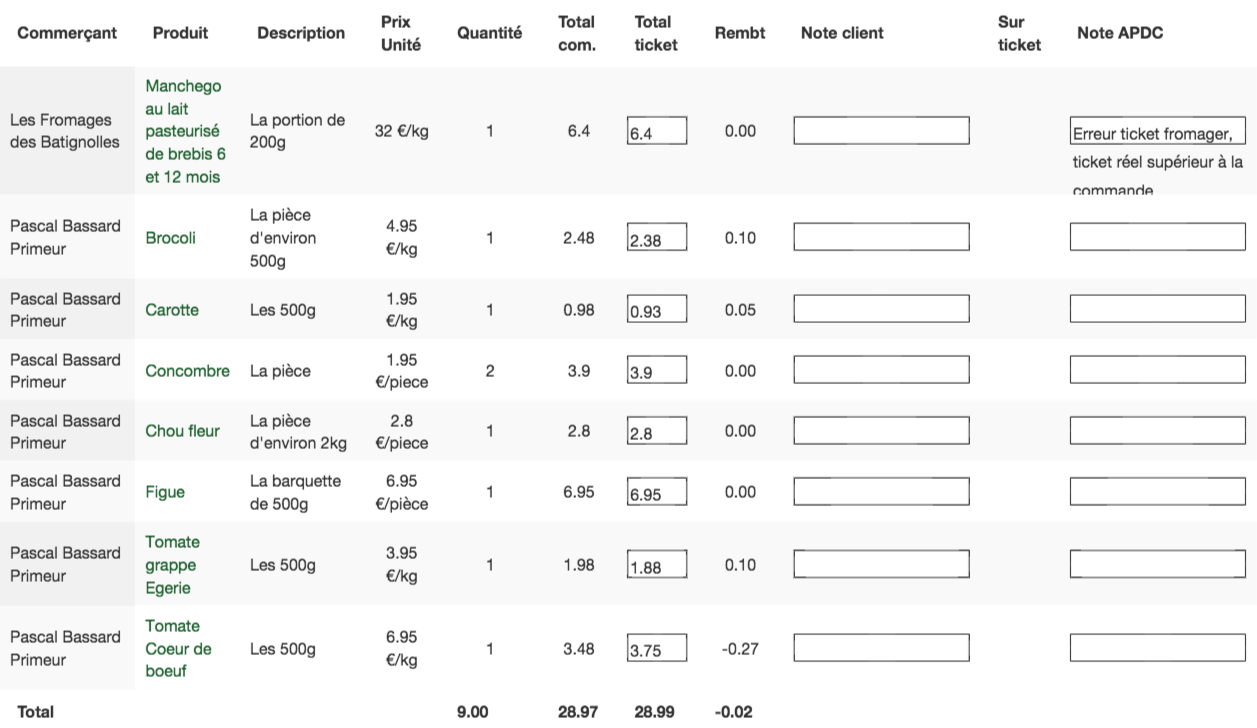 Commerçant Produit Description Prix Unité Quantité Total com. Total ticket Rembt Note client Sur ticket Note APDC
Les Fromages des Batignolles Manchego au lait pasteurisé de brebis 6 et 12 mois La portion de 200g 32 €/kg 1 6.4 6.4 0.00 Erreur ticket fromager, ticket réel supérieur à la commande
Pascal Bassard Primeur Brocoli La pièce d'environ 500g 4.95 €/kg 1 2.48 2.38 0.10
Pascal Bassard Primeur Carotte Les 500g 1.95 €/kg 1 0.98 0.93 0.05
Pascal Bassard Primeur Concombre La pièce 1.95 €/piece 2 3.9 3.9 0.00
Pascal Bassard Primeur Chou fleur La pièce d'environ 2kg 2.8 €/piece 1 2.8 2.8 0.00
Pascal Bassard Primeur Figue La barquette de 500g 6.95 €/pièce 1 6.95 6.95 0.00
Pascal Bassard Primeur Tomate grappe Egerie Les 500g 3.95 €/kg 1 1.98 1.88 0.10
Pascal Bassard Primeur Tomate Coeur de boeuf Les 500g 6.95 €/kg 1 3.48 3.75 -0.27
Total 9.00 28.97 28.99 -0.02